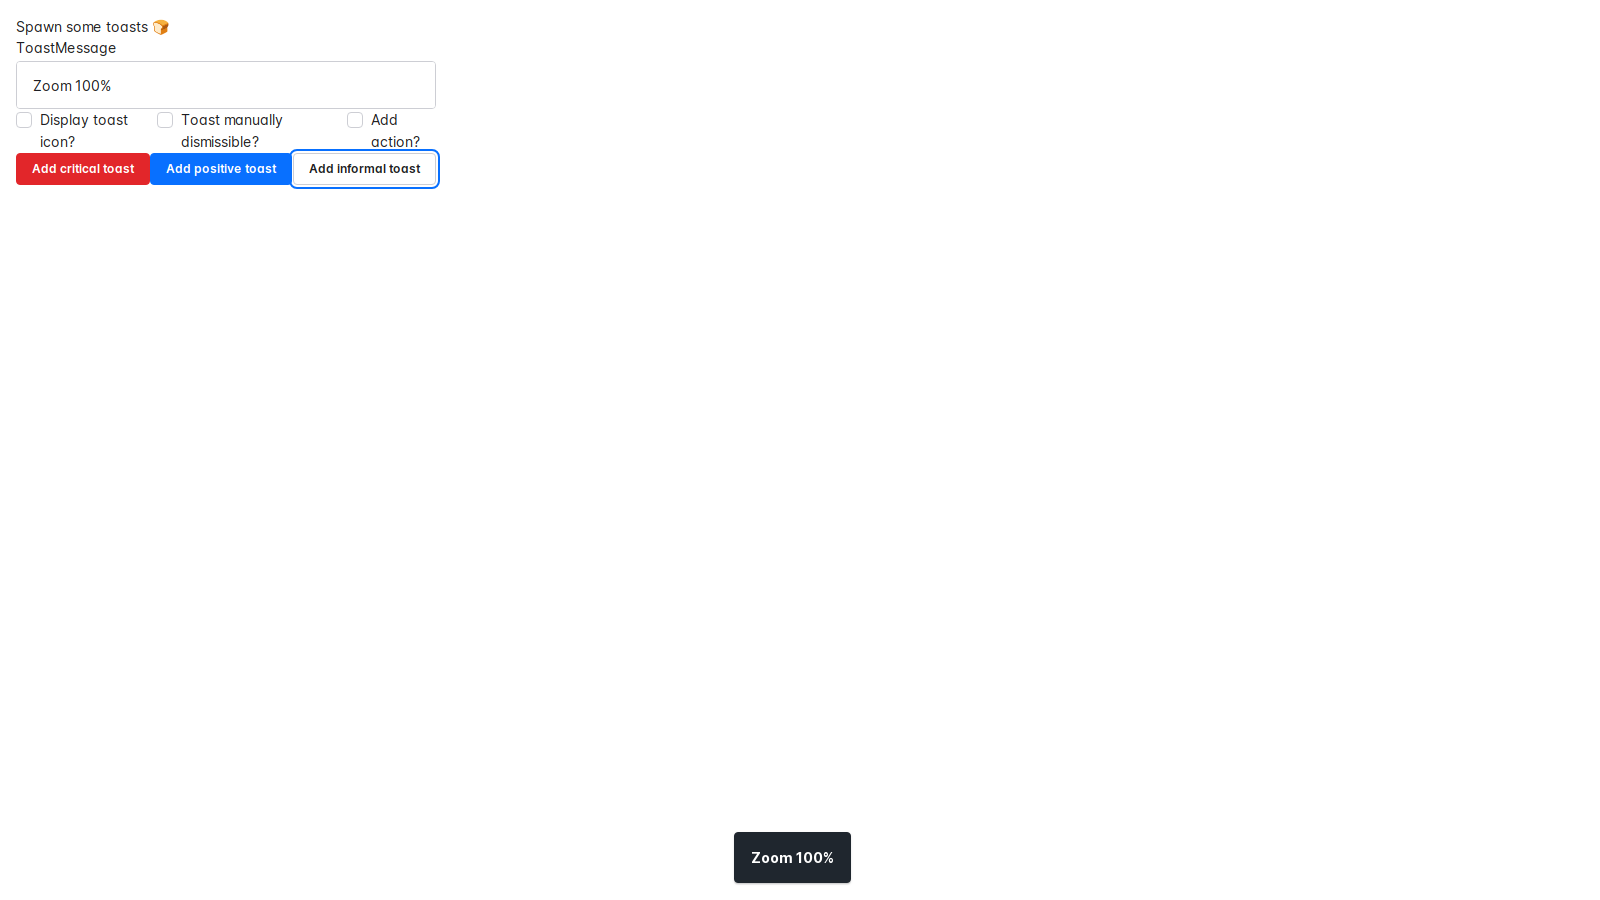 Spawn some toasts 🍞
ToastMessage
Zoom 100%
Display toast icon?
Toast manually dismissible?
Add action?
Add critical toast
Add positive toast
Add informal toast
Zoom 100%